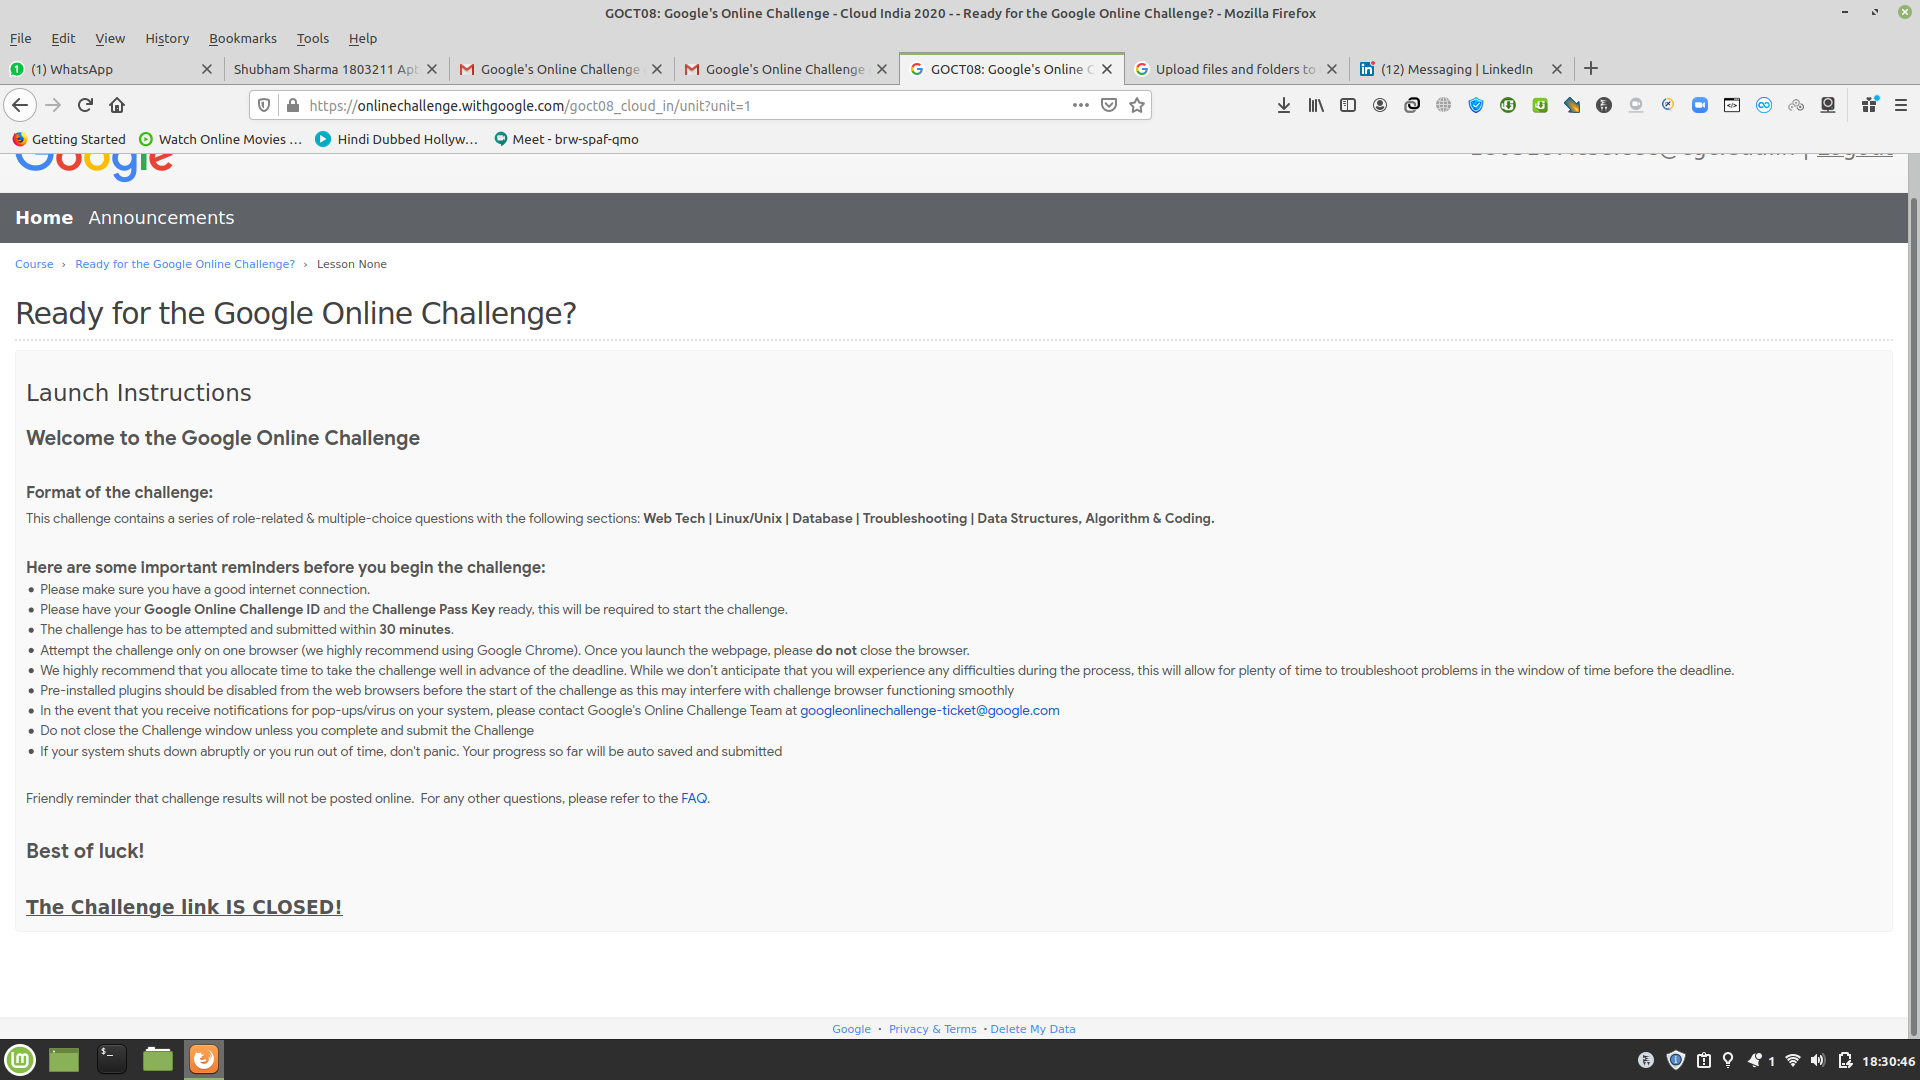 GOCT08: Google's Online Challenge - Cloud India 2020 - - Ready for the Google Online Challenge? - Mozilla Firefox
File Edit View History Bookmarks Tools Help
(1) WhatsApp Shubham Sharma 1803211 Google's Online Challenge Google's Online Challenge GOCT08: Google's Online Upload files and folders to (12) Messaging | LinkedIn
https://onlinechallenge.withgoogle.com/goct08_cloud_in/unit?unit=1
Getting Started Watch Online Movies ... Hindi Dubbed Hollyw... Meet - brw-spaf-qmo
Google
Home Announcements
Course › Ready for the Google Online Challenge? › Lesson None
Ready for the Google Online Challenge?
Launch Instructions
Welcome to the Google Online Challenge
Format of the challenge:
This challenge contains a series of role-related & multiple-choice questions with the following sections: Web Tech | Linux/Unix | Database | Troubleshooting | Data Structures, Algorithm & Coding.
Here are some important reminders before you begin the challenge:
• Please make sure you have a good internet connection.
• Please have your Google Online Challenge ID and the Challenge Pass Key ready, this will be required to start the challenge.
• The challenge has to be attempted and submitted within 30 minutes.
• Attempt the challenge only on one browser (we highly recommend using Google Chrome). Once you launch the webpage, please do not close the browser.
• We highly recommend that you allocate time to take the challenge well in advance of the deadline. While we don't anticipate that you will experience any difficulties during the process, this will allow for plenty of time to troubleshoot problems in the window of time before the deadline.
• Pre-installed plugins should be disabled from the web browsers before the start of the challenge as this may interfere with challenge browser functioning smoothly
• In the event that you receive notifications for pop-ups/virus on your system, please contact Google's Online Challenge Team at googleonlinechallenge-ticket@google.com
• Do not close the Challenge window unless you complete and submit the Challenge
• If your system shuts down abruptly or you run out of time, don't panic. Your progress so far will be auto saved and submitted
Friendly reminder that challenge results will not be posted online. For any other questions, please refer to the FAQ.
Best of luck!
The Challenge link IS CLOSED!
Google · Privacy & Terms · Delete My Data
1 18:30:46